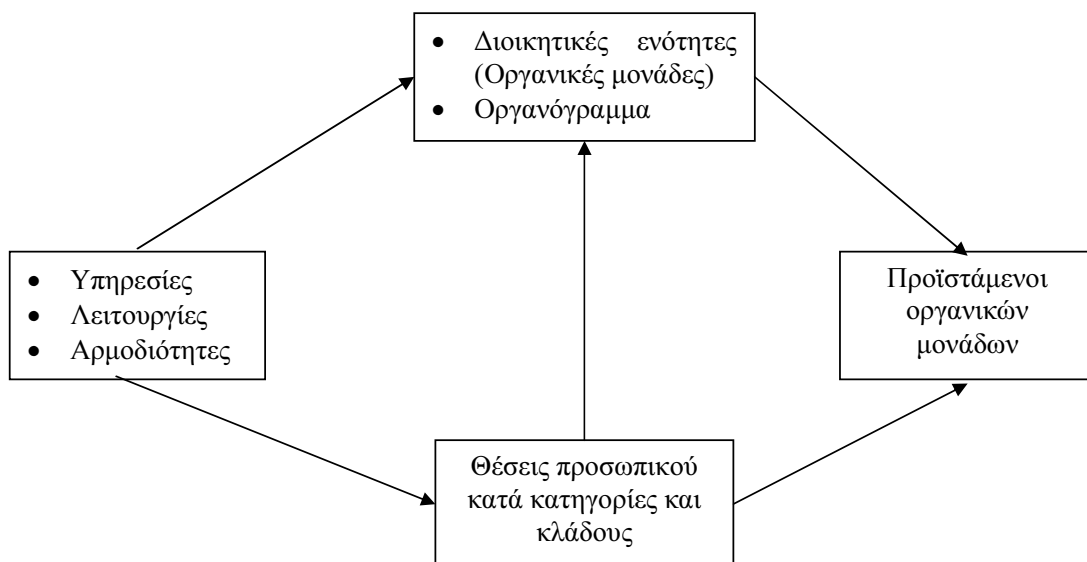 • Διοικητικές ενότητες
(Οργανικές μονάδες)
• Οργανόγραμμα
• Υπηρεσίες
• Λειτουργίες
• Αρμοδιότητες
Προϊστάμενοι
οργανικών
μονάδων
Θέσεις προσωπικού
κατά κατηγορίες και
κλάδους